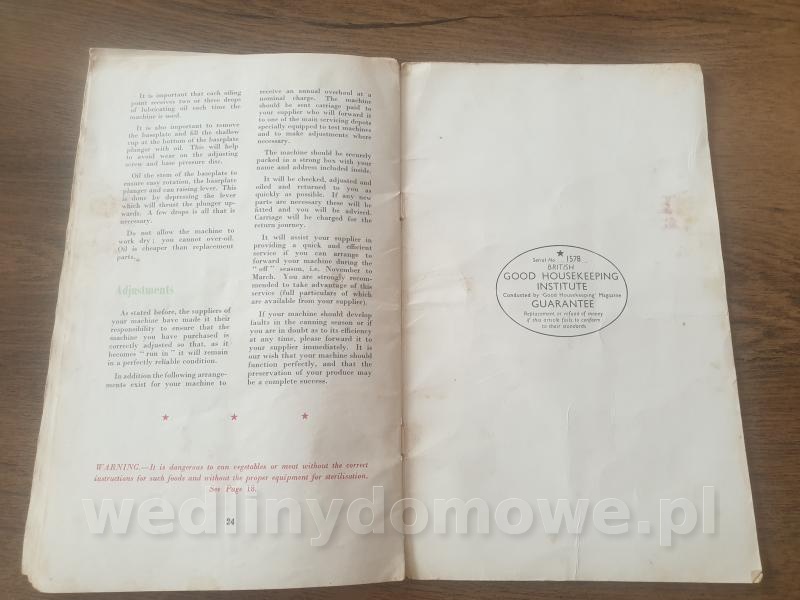 It is important that each oiling
point receives two or three drops
of lubricating oil each time the
machine is used.
It is also important to remove
the baseplate and fill the shallow
cup at the bottom of the baseplate
plunger with oil. This will help
to avoid wear on the adjusting
screw and base pressure disc.
Oil the stem of the baseplate to
ensure easy rotation, the baseplate
plunger and can raising lever. This
is done by depressing the lever
which will thrust the plunger up-
wards. A few drops is all that is
necessary.
Do not allow the machine to
work dry; you cannot over-oil.
Oil is cheaper than replacement
parts.
Adjustments
As stated before, the suppliers of
your machine have made it their
responsibility to ensure that the
machine you have purchased is
correctly adjusted so that, as it
becomes "run in" it will remain
in a perfectly reliable condition.
In addition the following arrange-
ments exist for your machine to
receive an annual overhaul at a
nominal charge. The machine
should be sent carriage paid to
your supplier who will forward it
to one of the main servicing depots
specially equipped to test machines
and to make adjustments where
necessary.
The machine should be securely
packed in a strong box with your
name and address included inside.
It will be checked, adjusted and
oiled and returned to you as
quickly as possible. If any new
parts are necessary these will be
fitted and you will be advised.
Carriage will be charged for the
return journey.
It will assist your supplier in
providing a quick and efficient
service if you can arrange to
forward your machine during the
"off" season, i.e. November to
March. You are strongly recom-
mended to take advantage of this
service (full particulars of which
are available from your supplier).
If your machine should develop
faults in the canning season or if
you are in doubt as to its efficiency
at any time, please forward it to
your supplier immediately. It is
our wish that your machine should
function perfectly, and that the
preservation of your produce may
be a complete success.
WARNING.—It is dangerous to can vegetables or meat without the correct
instructions for such foods and without the proper equipment for sterilisation.
See Page 18.
24
Serial No. 1578
BRITISH
GOOD HOUSEKEEPING
INSTITUTE
Conducted by 'Good Housekeeping' Magazine
GUARANTEE
Replacement or refund of money
if this article fails to conform
to their standards
wedlinydomowe.pl